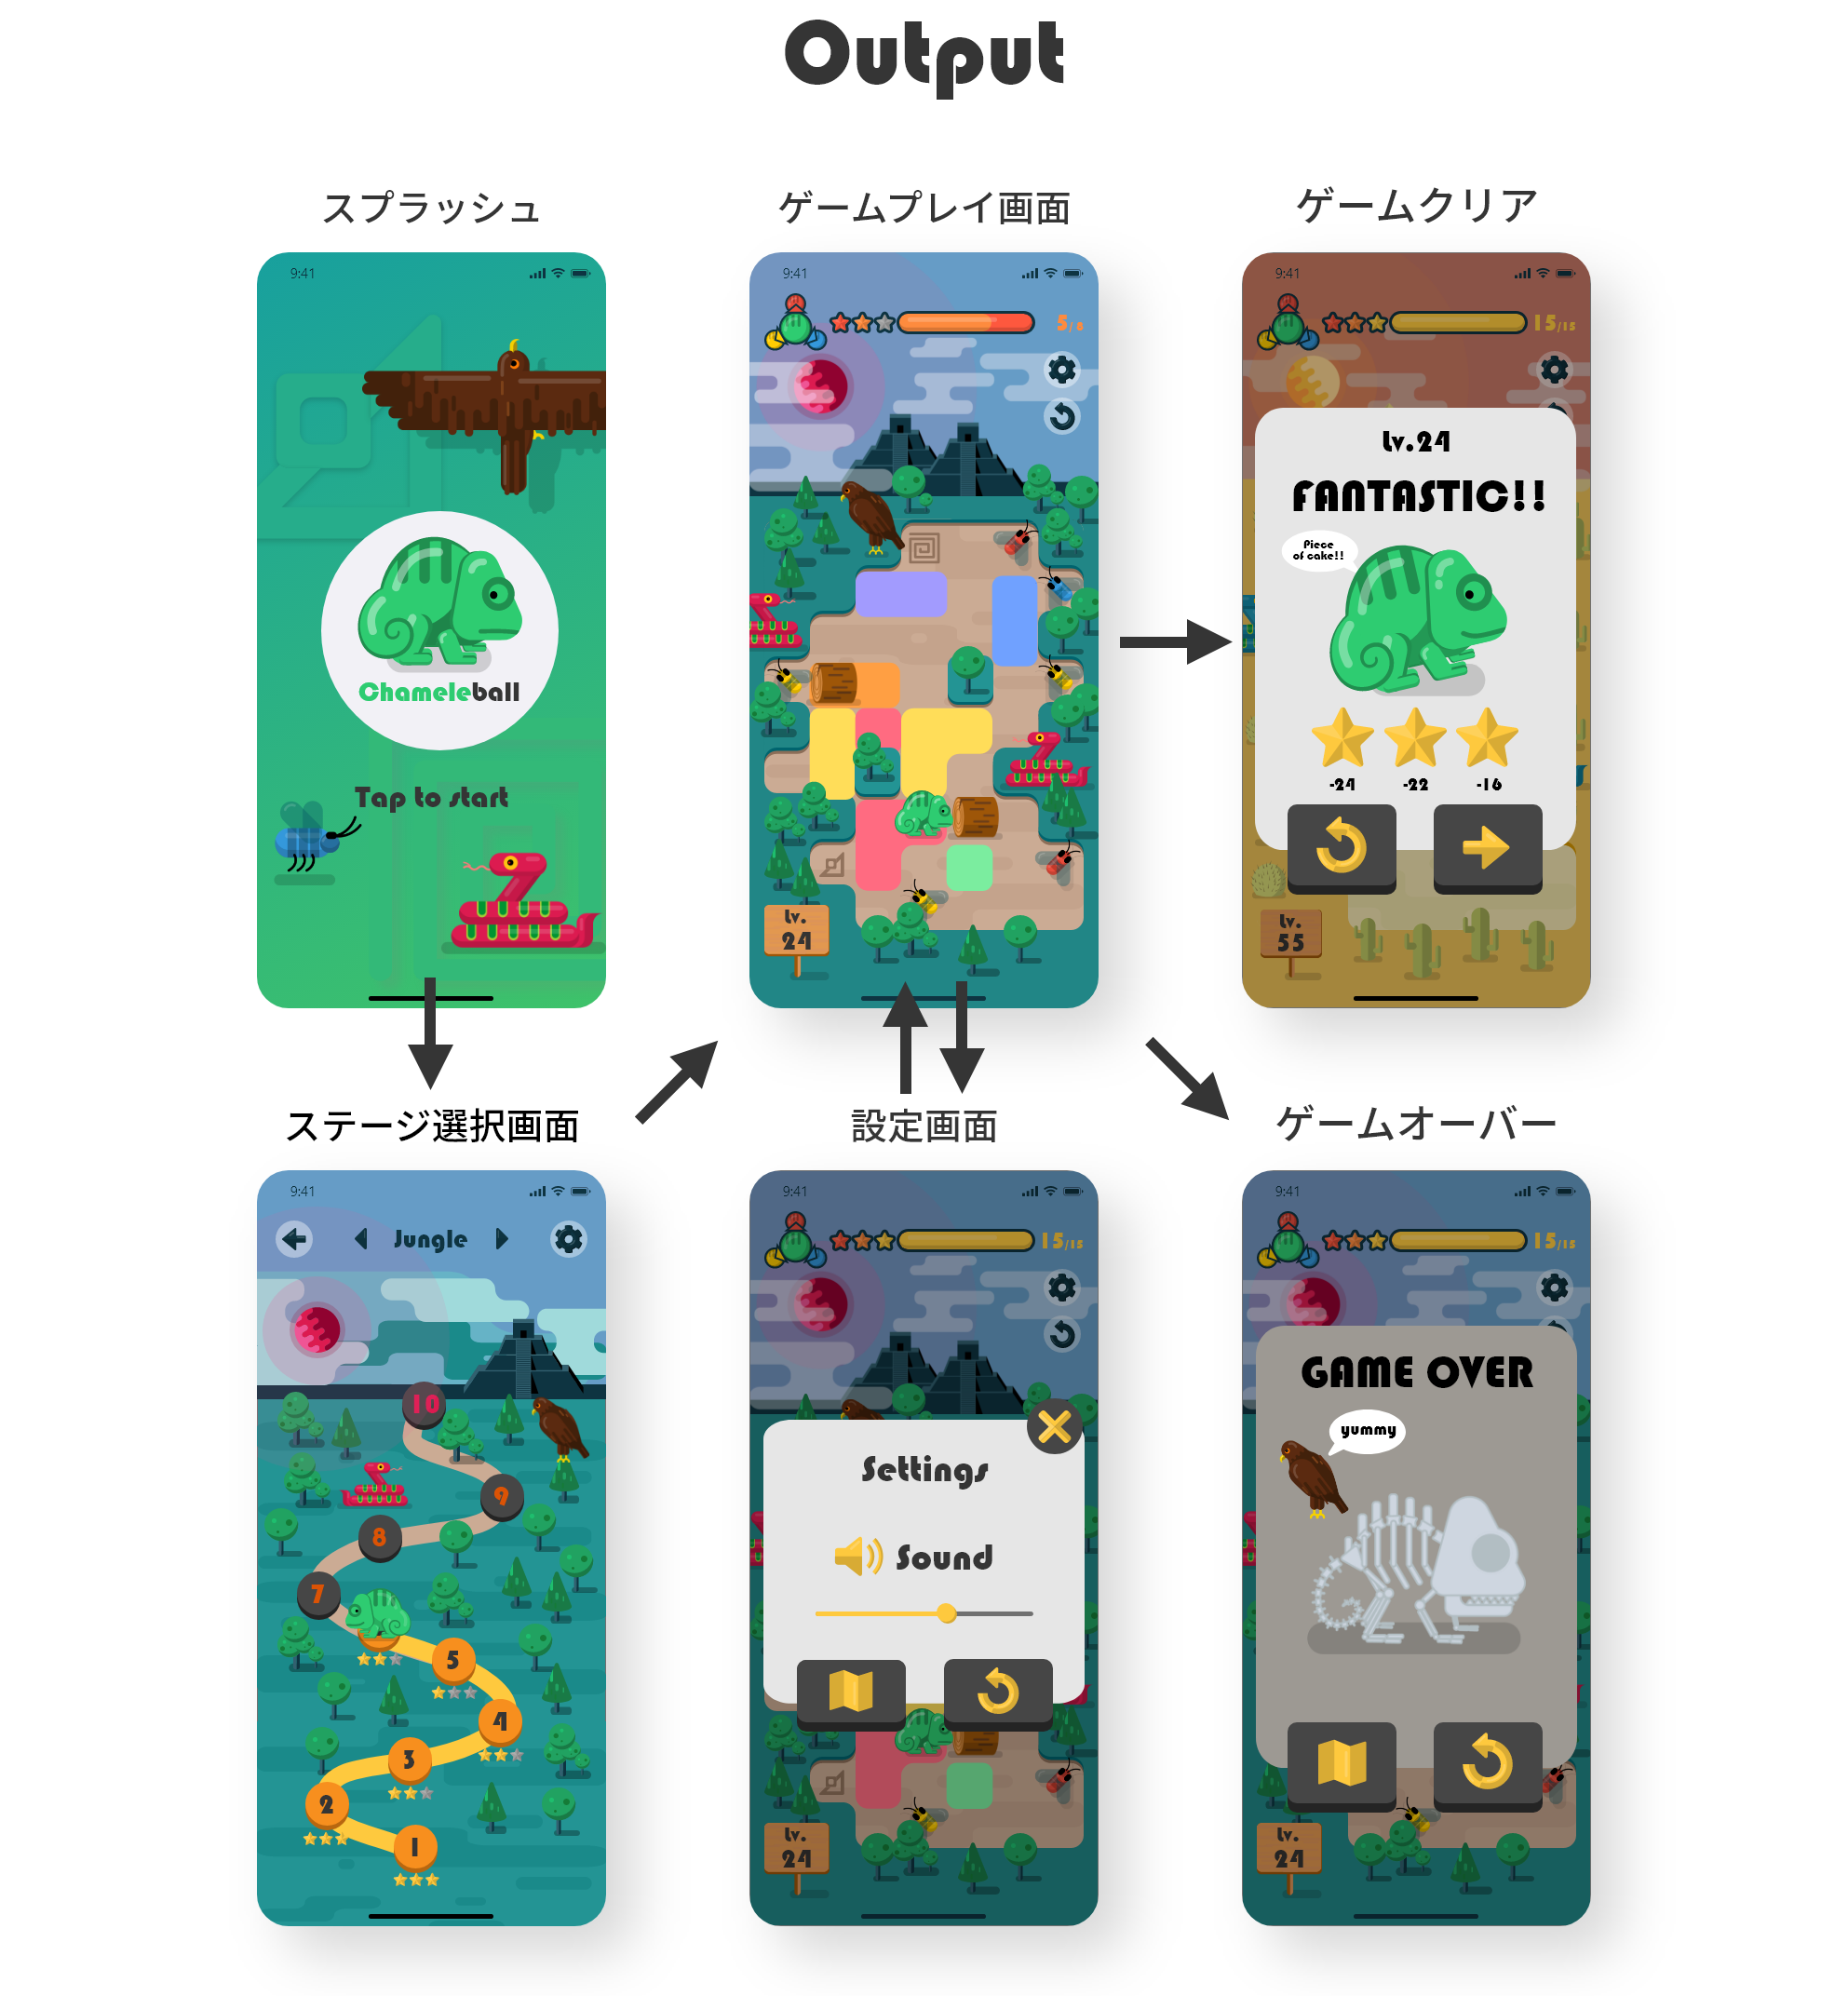 Output
スプラッシュ
9:41
Chameleball
Tap to start
ゲームプレイ画面
9:41
5/8
Lv.
24
ゲームクリア
9:41
15/15
Lv.24
FANTASTIC!!
Piece
of cake!!
-24
-22
-16
Lv.
55
ステージ選択画面
9:41
Jungle
10
9
8
7
5
4
3
2
1
設定画面
9:41
15/15
Settings
Sound
Lv.
24
ゲームオーバー
9:41
15/15
GAME OVER
yummy
Lv.
24